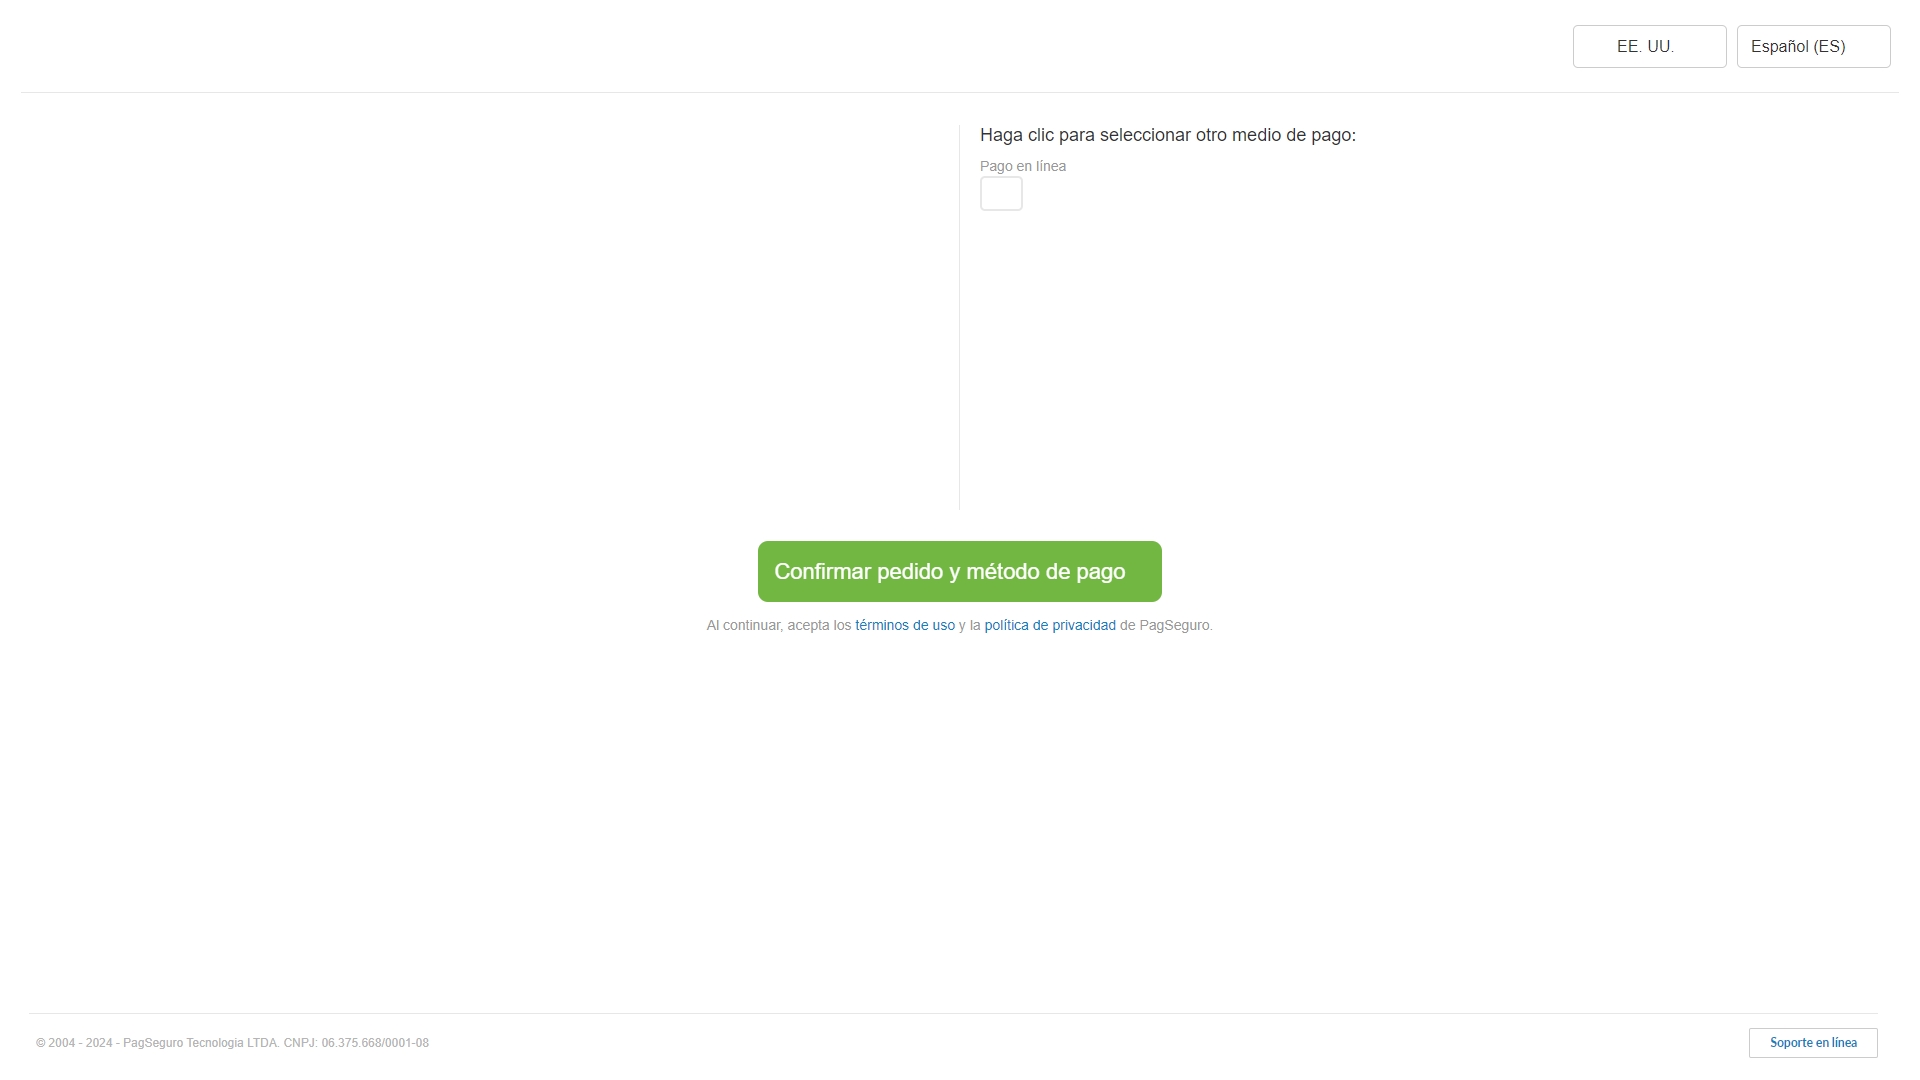 EE. UU.
Español (ES)
Haga clic para seleccionar otro medio de pago:
Pago en línea
Confirmar pedido y método de pago
Al continuar, acepta los términos de uso y la política de privacidad de PagSeguro.
© 2004 - 2024 - PagSeguro Tecnologia LTDA. CNPJ: 06.375.668/0001-08
Soporte en línea